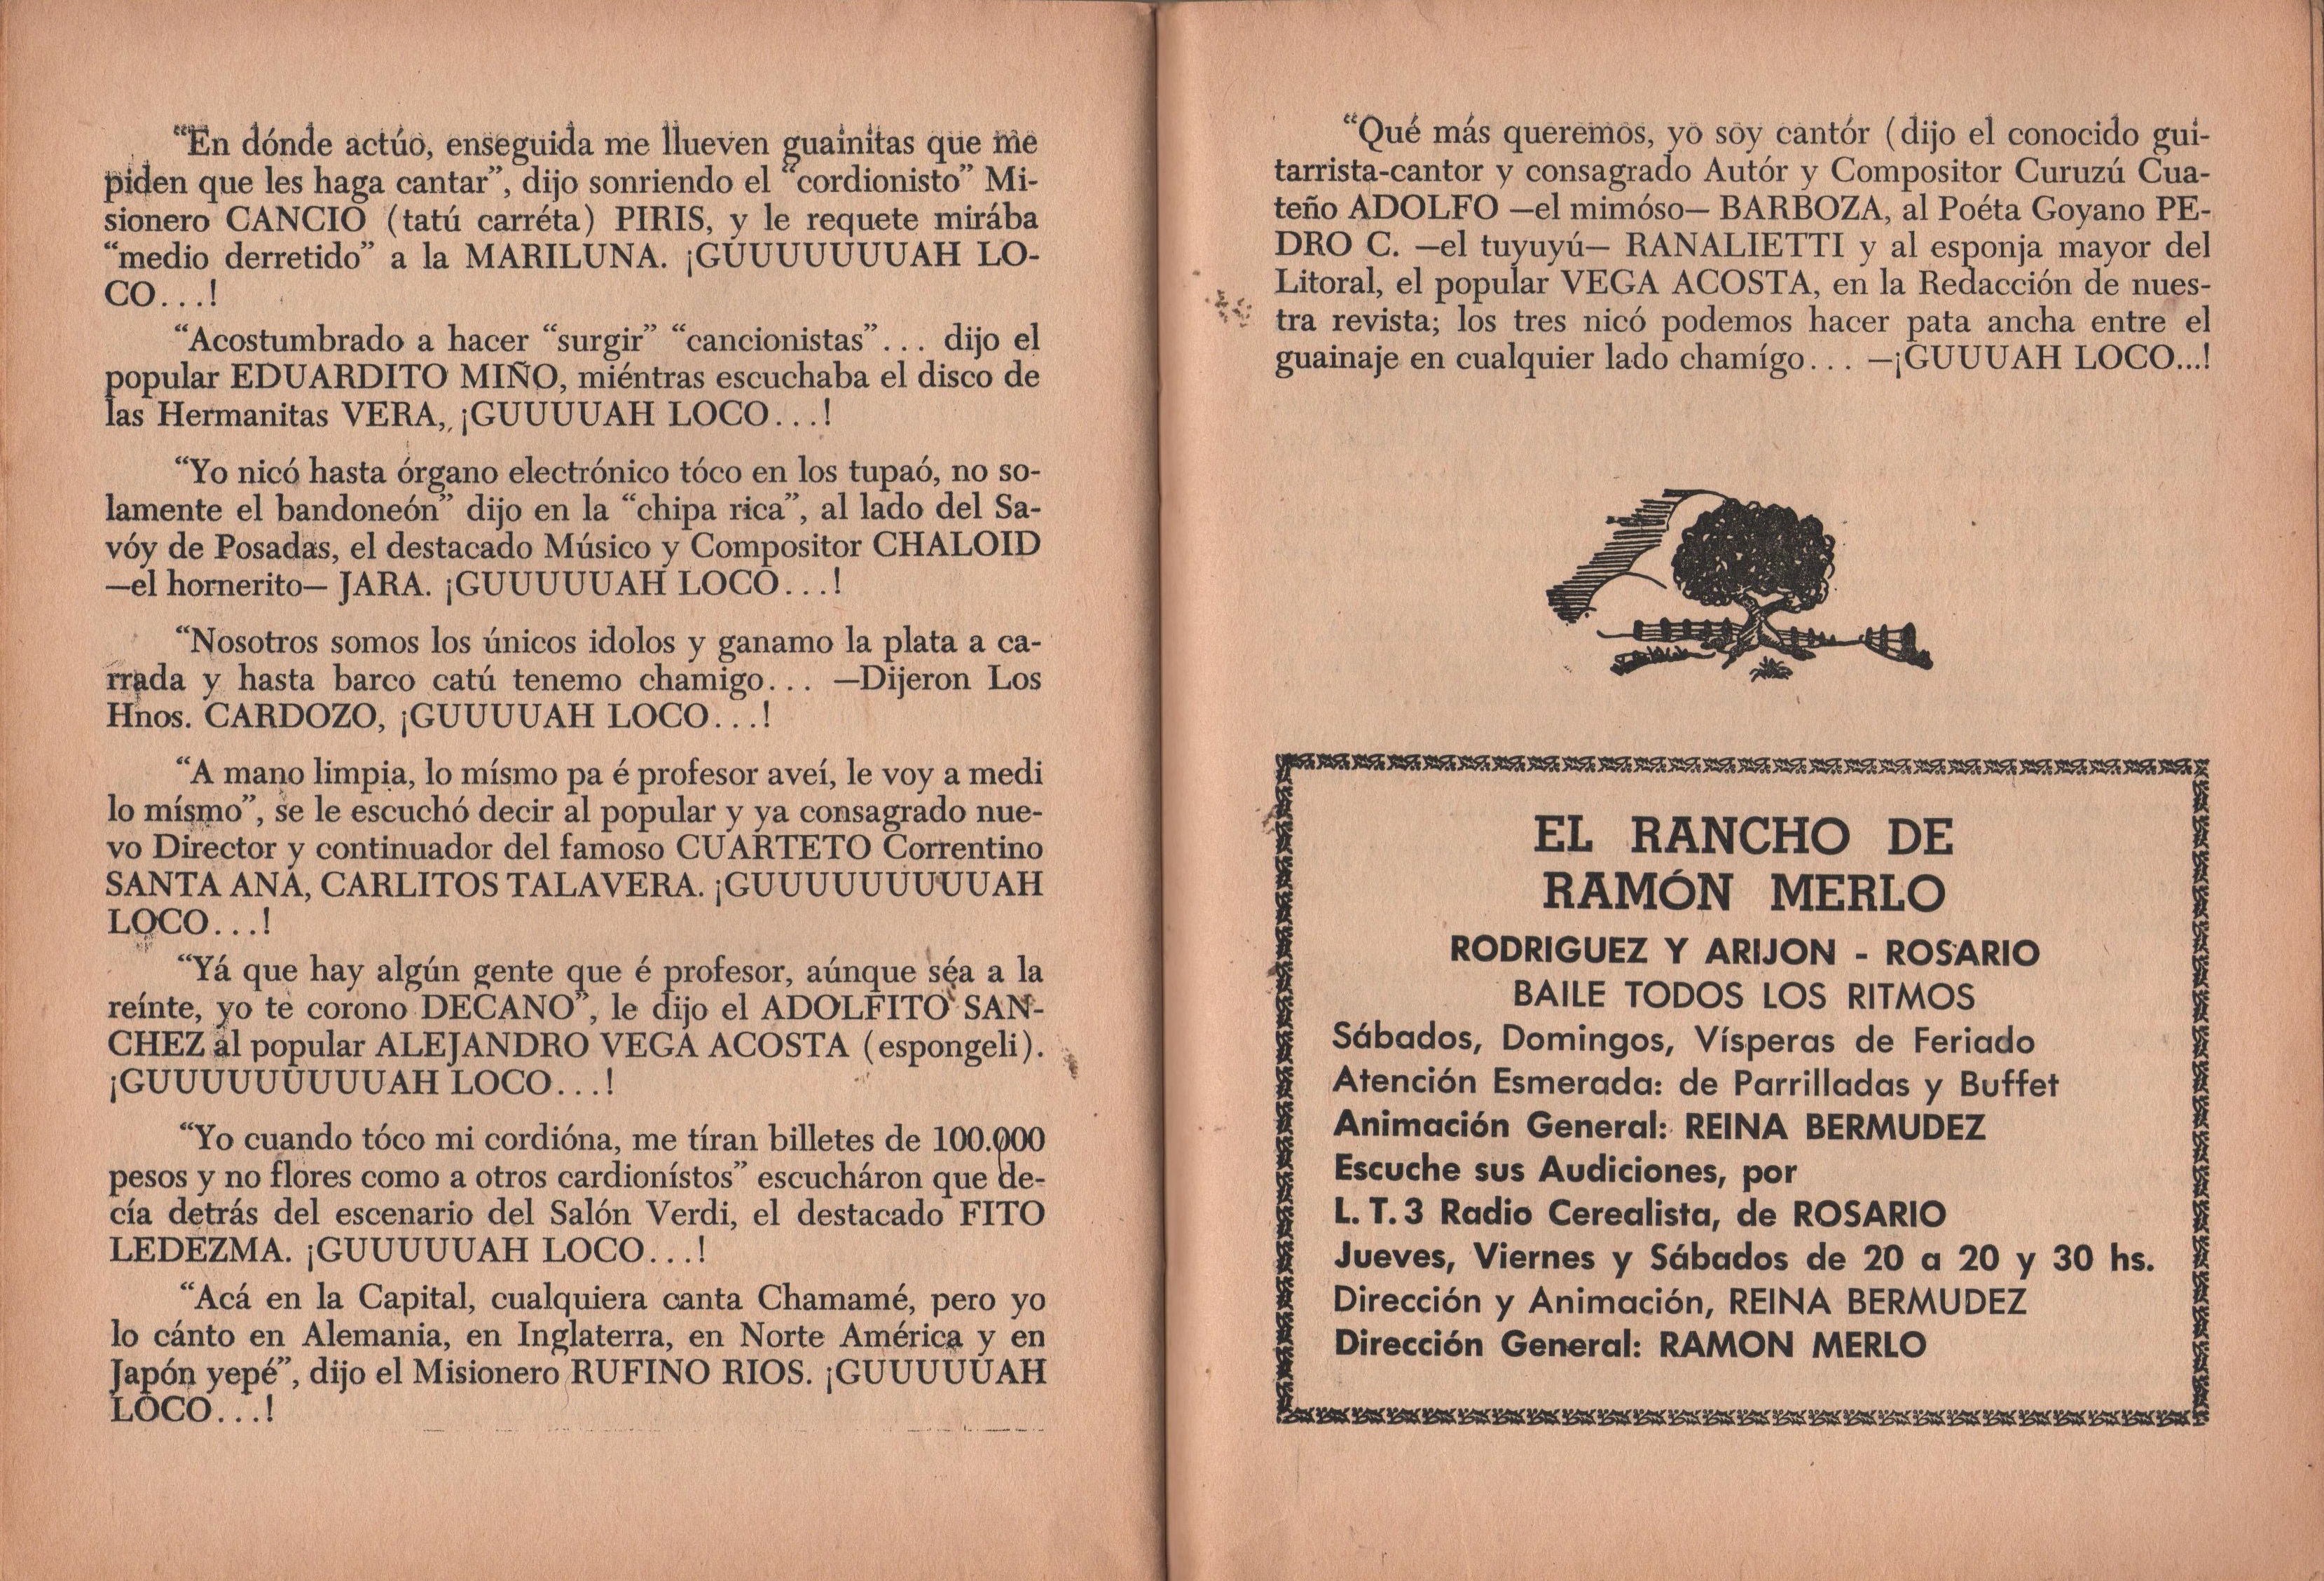 “En dónde actúo, enseguida me llueven guainitas que me
piden que les haga cantar”, dijo sonriendo el “cordionisto” Mi-
sionero CANCIO (tatú carréta) PIRIS, y le requete mirába
“medio derretido” a la MARILUNA. ¡GUUUUUUUAH LO-
CO...!
“Acostumbrado a hacer “surgir” “cancionistas”... dijo el
popular EDUARDITO MIÑO, miéntras escuchaba el disco de
las Hermanitas VERA, ¡GUUUUAH LOCO...!
“Yo nicó hasta órgano electrónico tóco en los tupaó, no so-
lamente el bandoneón” dijo en la “chipa rica”, al lado del Sa-
vóy de Posadas, el destacado Músico y Compositor CHALOID
—el hornerito— JARA. ¡GUUUUUAH LOCO...!
“Nosotros somos los únicos idolos y ganamo la plata a ca-
rrada y hasta barco catú tenemo chamigo... —Dijeron Los
Hnos. CARDOZO, ¡GUUUUAH LOCO...!
“A mano limpia, lo mísmo pa é profesor aveí, le voy a medi
lo mísmo”, se le escuchó decir al popular y ya consagrado nue-
vo Director y continuador del famoso CUARTETO Correntino
SANTA ANA, CARLITOS TALAVERA. ¡GUUUUUUUUUAH
LOCO...!
“Yá que hay algún gente que é profesor, aúnque séa a la
reínte, yo te corono DECANO”, le dijo el ADOLFITO SAN-
CHEZ al popular ALEJANDRO VEGA ACOSTA (espongeli).
¡GUUUUUUUUUAH LOCO...!
“Yo cuando tóco mi cordióna, me tíran billetes de 100.000
pesos y no flores como a otros cardionístos” escucháron que de-
cía detrás del escenario del Salón Verdi, el destacado FITO
LEDEZMA. ¡GUUUUUAH LOCO...!
“Acá en la Capital, cualquiera canta Chamamé, pero yo
lo cánto en Alemania, en Inglaterra, en Norte América y en
Japón yepé”, dijo el Misionero RUFINO RIOS. ¡GUUUUUAH
LOCO...!
“Qué más queremos, yo soy cantór (dijo el conocido gui-
tarrista-cantor y consagrado Autór y Compositor Curuzú Cua-
teño ADOLFO —el mimóso— BARBOZA, al Poéta Goyano PE-
DRO C. —el tuyuyú— RANALIETTI y al esponja mayor del
Litoral, el popular VEGA ACOSTA, en la Redacción de nues-
tra revista; los tres nicó podemos hacer pata ancha entre el
guainaje en cualquier lado chamígo... —¡GUUUAH LOCO...!
EL RANCHO DE
RAMÓN MERLO
RODRIGUEZ Y ARIJON - ROSARIO
BAILE TODOS LOS RITMOS
Sábados, Domingos, Vísperas de Feriado
Atención Esmerada: de Parrilladas y Buffet
Animación General: REINA BERMUDEZ
Escuche sus Audiciones, por
L. T. 3 Radio Cerealista, de ROSARIO
Jueves, Viernes y Sábados de 20 a 20 y 30 hs.
Dirección y Animación, REINA BERMUDEZ
Dirección General: RAMON MERLO